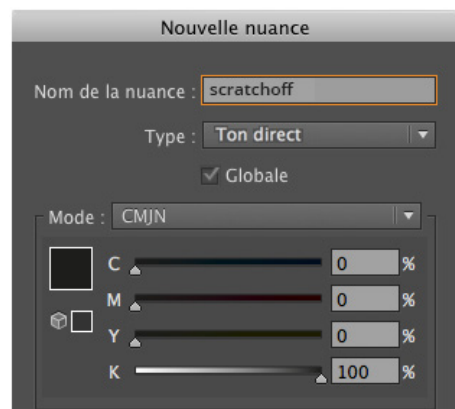 Nouvelle nuance
Nom de la nuance : scratchoff
Type : Ton direct
Globale
Mode : CMJN
C 0 %
M 0 %
Y 0 %
K 100 %